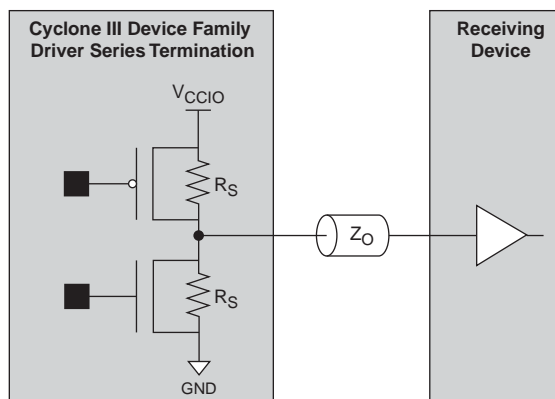 Cyclone III Device Family
Driver Series Termination
Receiving
Device
VCCIO
RS
ZO
RS
GND